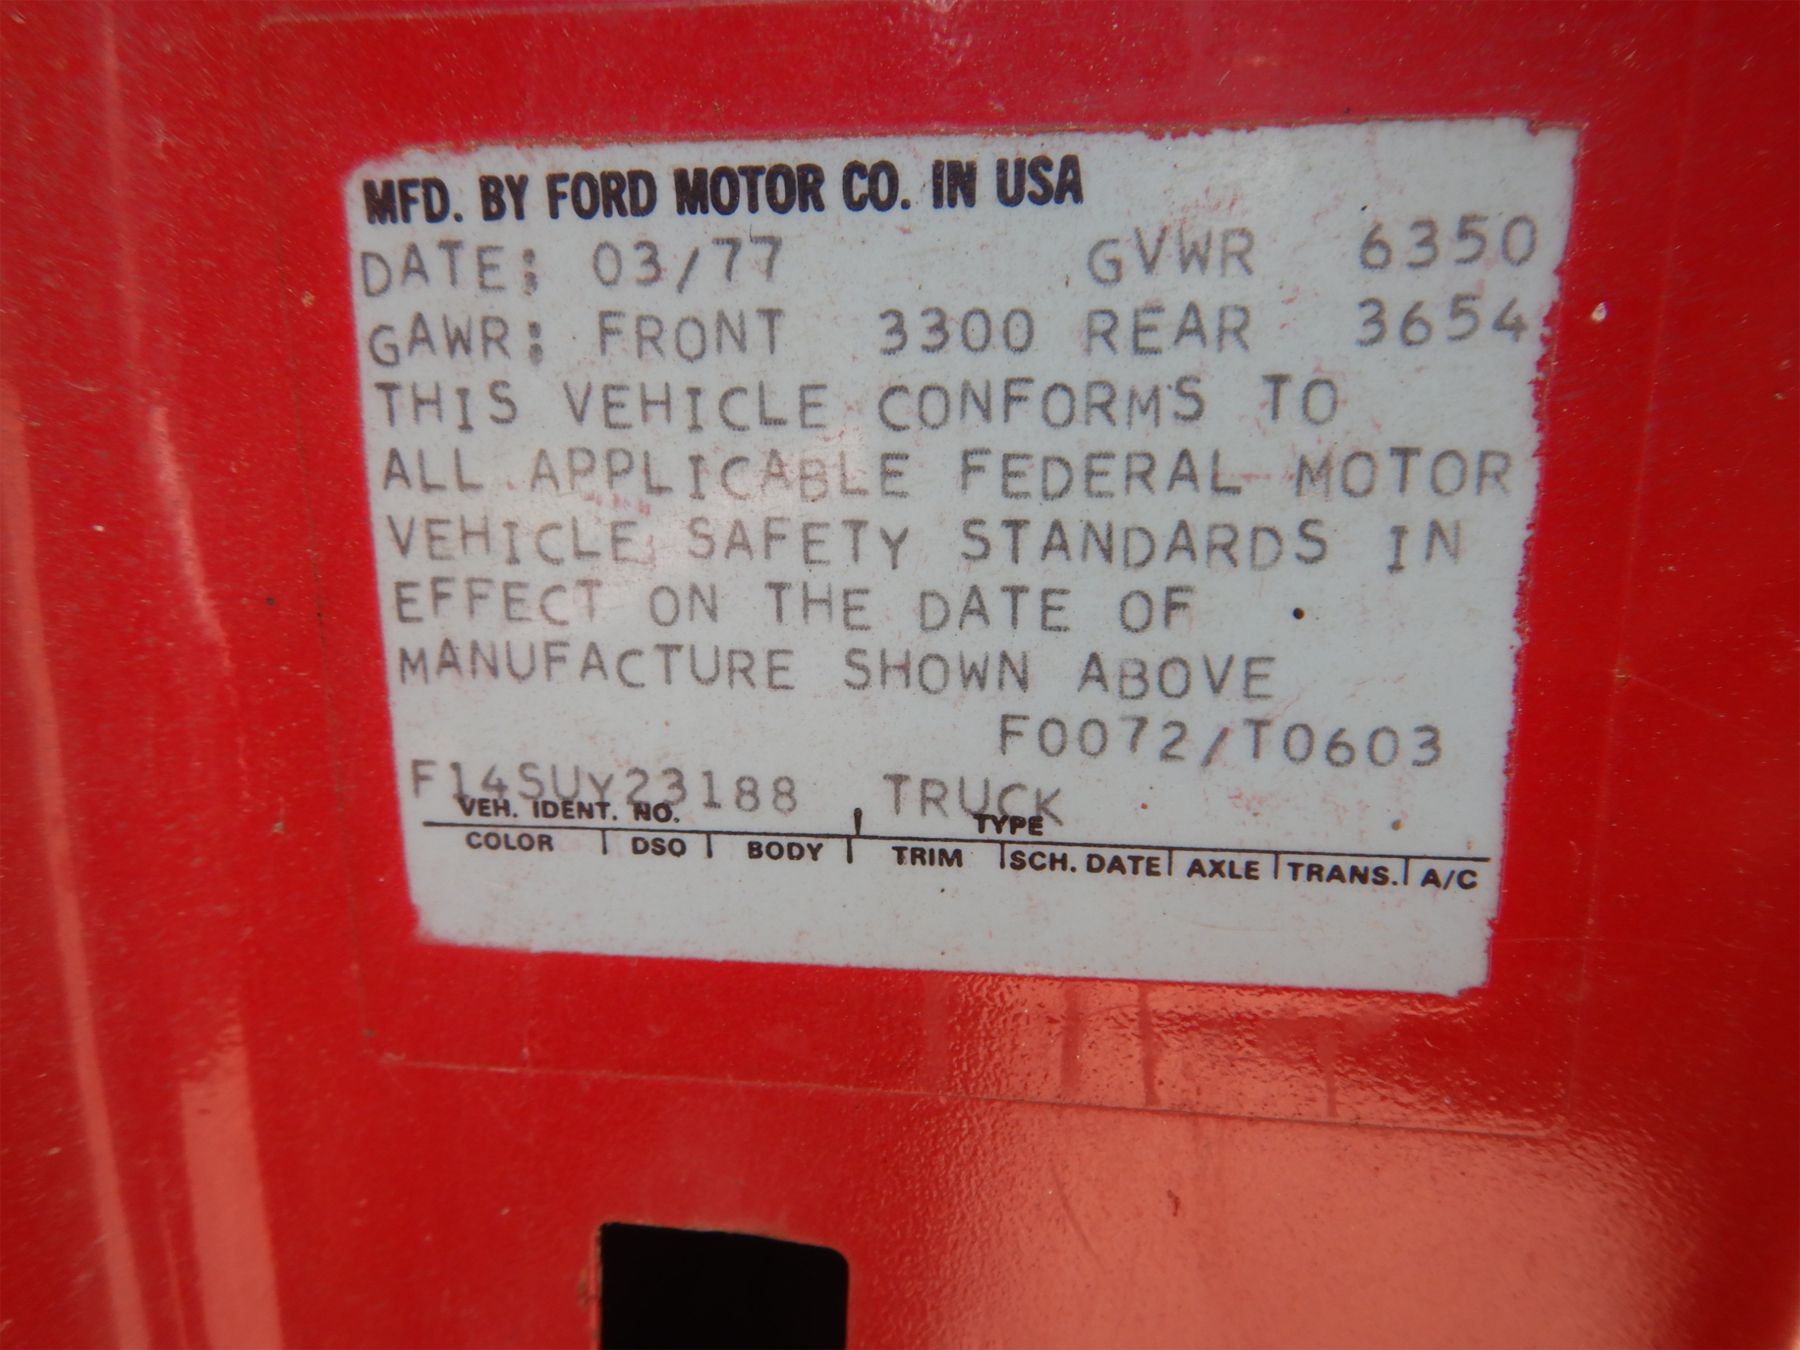 MFD. BY FORD MOTOR CO. IN USA
DATE: 03/77 GVWR 6350
GAWR: FRONT 3300 REAR 3654
THIS VEHICLE CONFORMS TO
ALL APPLICABLE FEDERAL MOTOR
VEHICLE SAFETY STANDARDS IN
EFFECT ON THE DATE OF
MANUFACTURE SHOWN ABOVE
F0072/T0603
F14SUY23188 TRUCK
VEH. IDENT. NO. TYPE
COLOR DSO BODY TRIM SCH. DATE AXLE TRANS. A/C